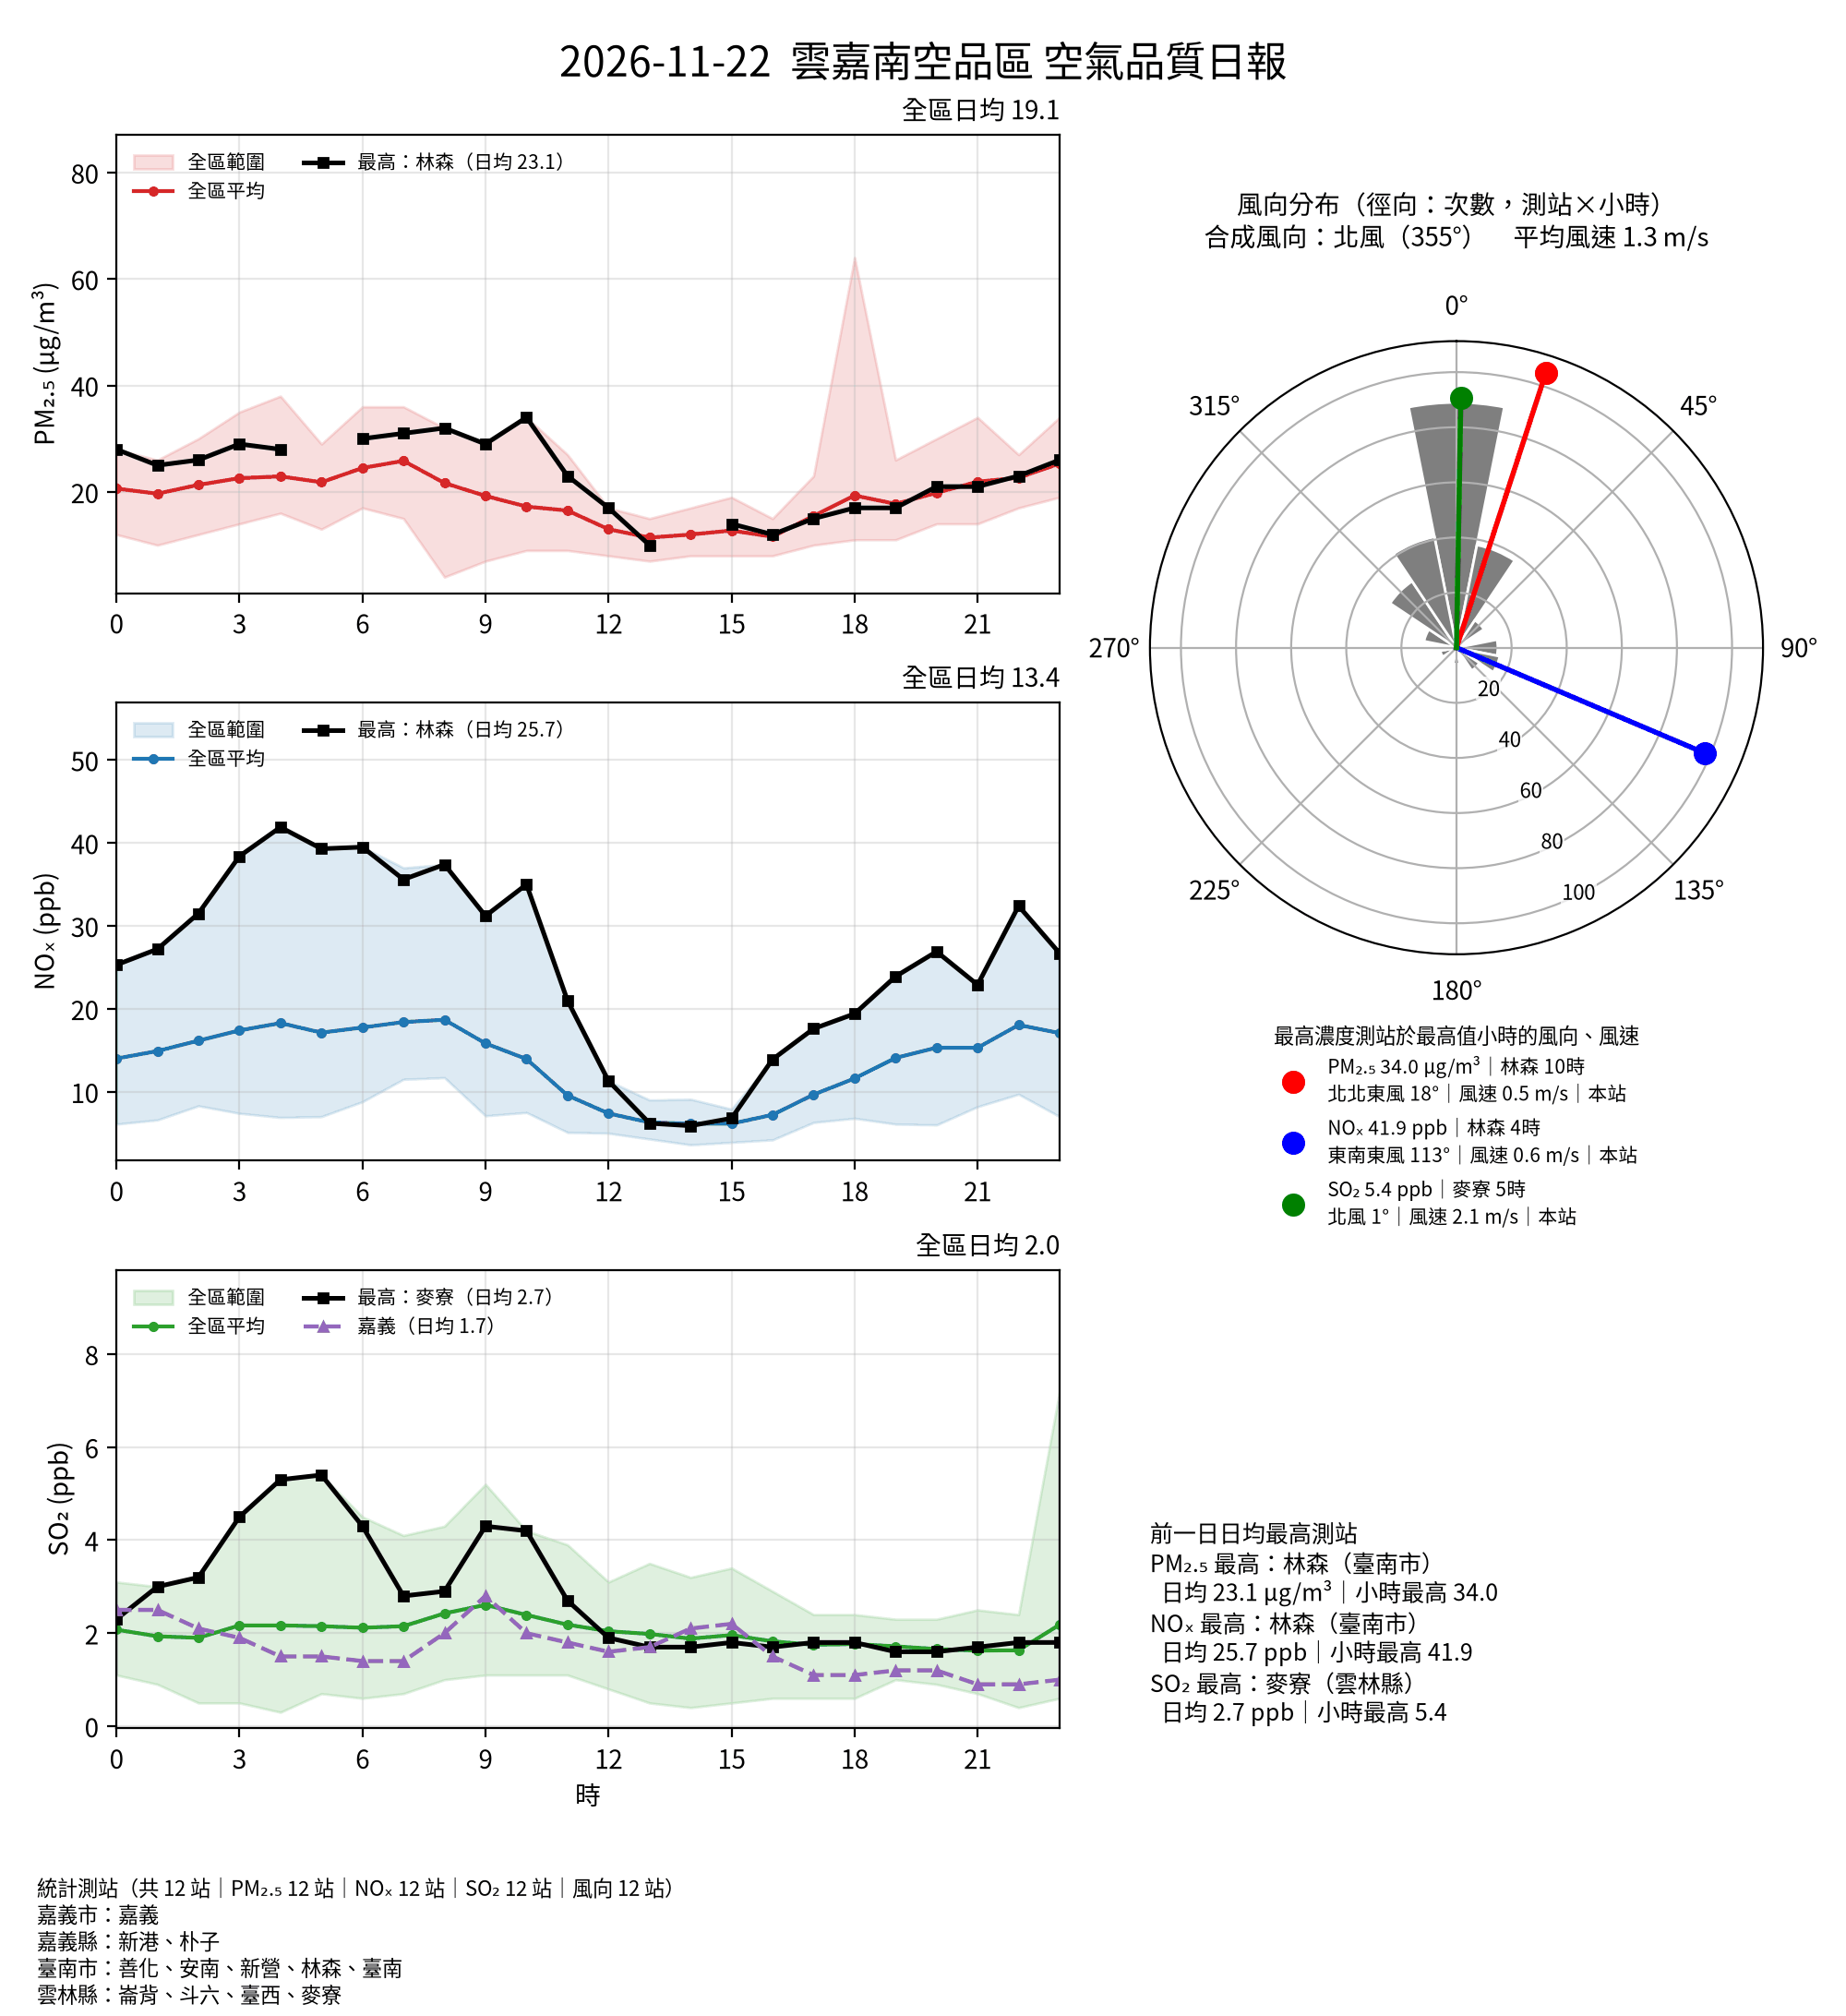 2026-11-22 雲嘉南空品區 空氣品質日報
全區日均 19.1
全區範圍
全區平均
最高：林森（日均 23.1）
PM₂.₅ (μg/m³)
80
60
40
20
0 3 6 9 12 15 18 21
全區日均 13.4
全區範圍
全區平均
最高：林森（日均 25.7）
NOₓ (ppb)
50
40
30
20
10
0 3 6 9 12 15 18 21
全區日均 2.0
全區範圍
全區平均
最高：麥寮（日均 2.7）
嘉義（日均 1.7）
SO₂ (ppb)
8
6
4
2
0
0 3 6 9 12 15 18 21
時
風向分布（徑向：次數，測站×小時）
合成風向：北風（355°） 平均風速 1.3 m/s
0°
45°
90°
135°
180°
225°
270°
315°
20
40
60
80
100
最高濃度測站於最高值小時的風向、風速
PM₂.₅ 34.0 μg/m³｜林森 10時
北北東風 18°｜風速 0.5 m/s｜本站
NOₓ 41.9 ppb｜林森 4時
東南東風 113°｜風速 0.6 m/s｜本站
SO₂ 5.4 ppb｜麥寮 5時
北風 1°｜風速 2.1 m/s｜本站
前一日日均最高測站
PM₂.₅ 最高：林森（臺南市）
日均 23.1 μg/m³｜小時最高 34.0
NOₓ 最高：林森（臺南市）
日均 25.7 ppb｜小時最高 41.9
SO₂ 最高：麥寮（雲林縣）
日均 2.7 ppb｜小時最高 5.4
統計測站（共 12 站｜PM₂.₅ 12 站｜NOₓ 12 站｜SO₂ 12 站｜風向 12 站）
嘉義市：嘉義
嘉義縣：新港、朴子
臺南市：善化、安南、新營、林森、臺南
雲林縣：崙背、斗六、臺西、麥寮